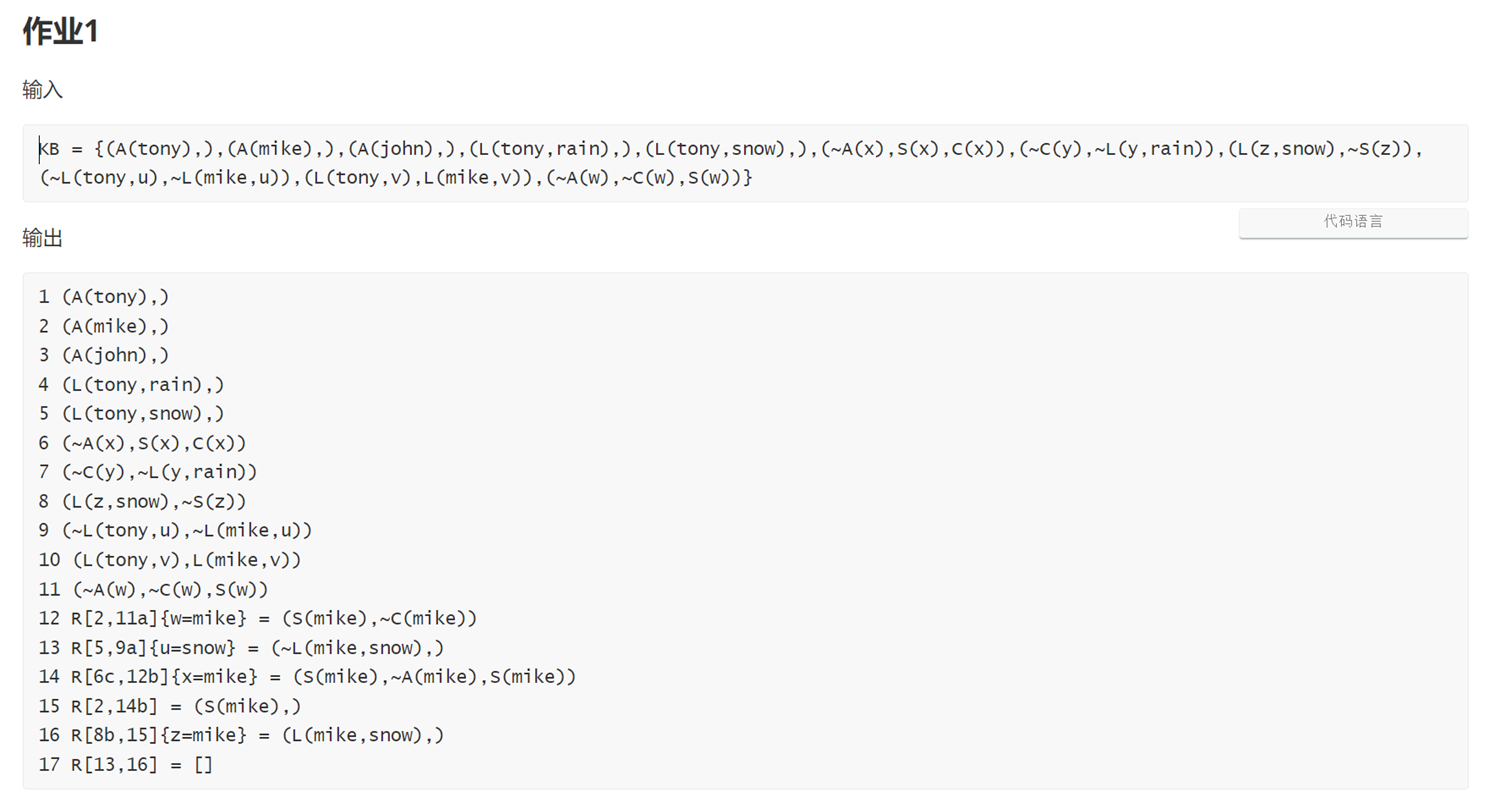 作业1
输入
KB = {(A(tony),),(A(mike),),(A(john),),(L(tony,rain),),(L(tony,snow),),(~A(x),S(x),C(x)),(~C(y),~L(y,rain)),(L(z,snow),~S(z)),
(~L(tony,u),~L(mike,u)),(L(tony,v),L(mike,v)),(~A(w),~C(w),S(w))}
代码语言
输出
1 (A(tony),)
2 (A(mike),)
3 (A(john),)
4 (L(tony,rain),)
5 (L(tony,snow),)
6 (~A(x),S(x),C(x))
7 (~C(y),~L(y,rain))
8 (L(z,snow),~S(z))
9 (~L(tony,u),~L(mike,u))
10 (L(tony,v),L(mike,v))
11 (~A(w),~C(w),S(w))
12 R[2,11a]{w=mike} = (S(mike),~C(mike))
13 R[5,9a]{u=snow} = (~L(mike,snow),)
14 R[6c,12b]{x=mike} = (S(mike),~A(mike),S(mike))
15 R[2,14b] = (S(mike),)
16 R[8b,15]{z=mike} = (L(mike,snow),)
17 R[13,16] = []